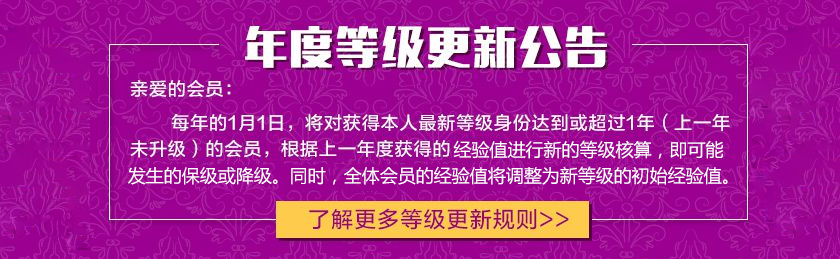 年度等级更新公告
亲爱的会员：
每年的1月1日，将对获得本人最新等级身份达到或超过1年（上一年
未升级）的会员，根据上一年度获得的经验值进行新的等级核算，即可能
发生的保级或降级。同时，全体会员的经验值将调整为新等级的初始经验值。
了解更多等级更新规则>>